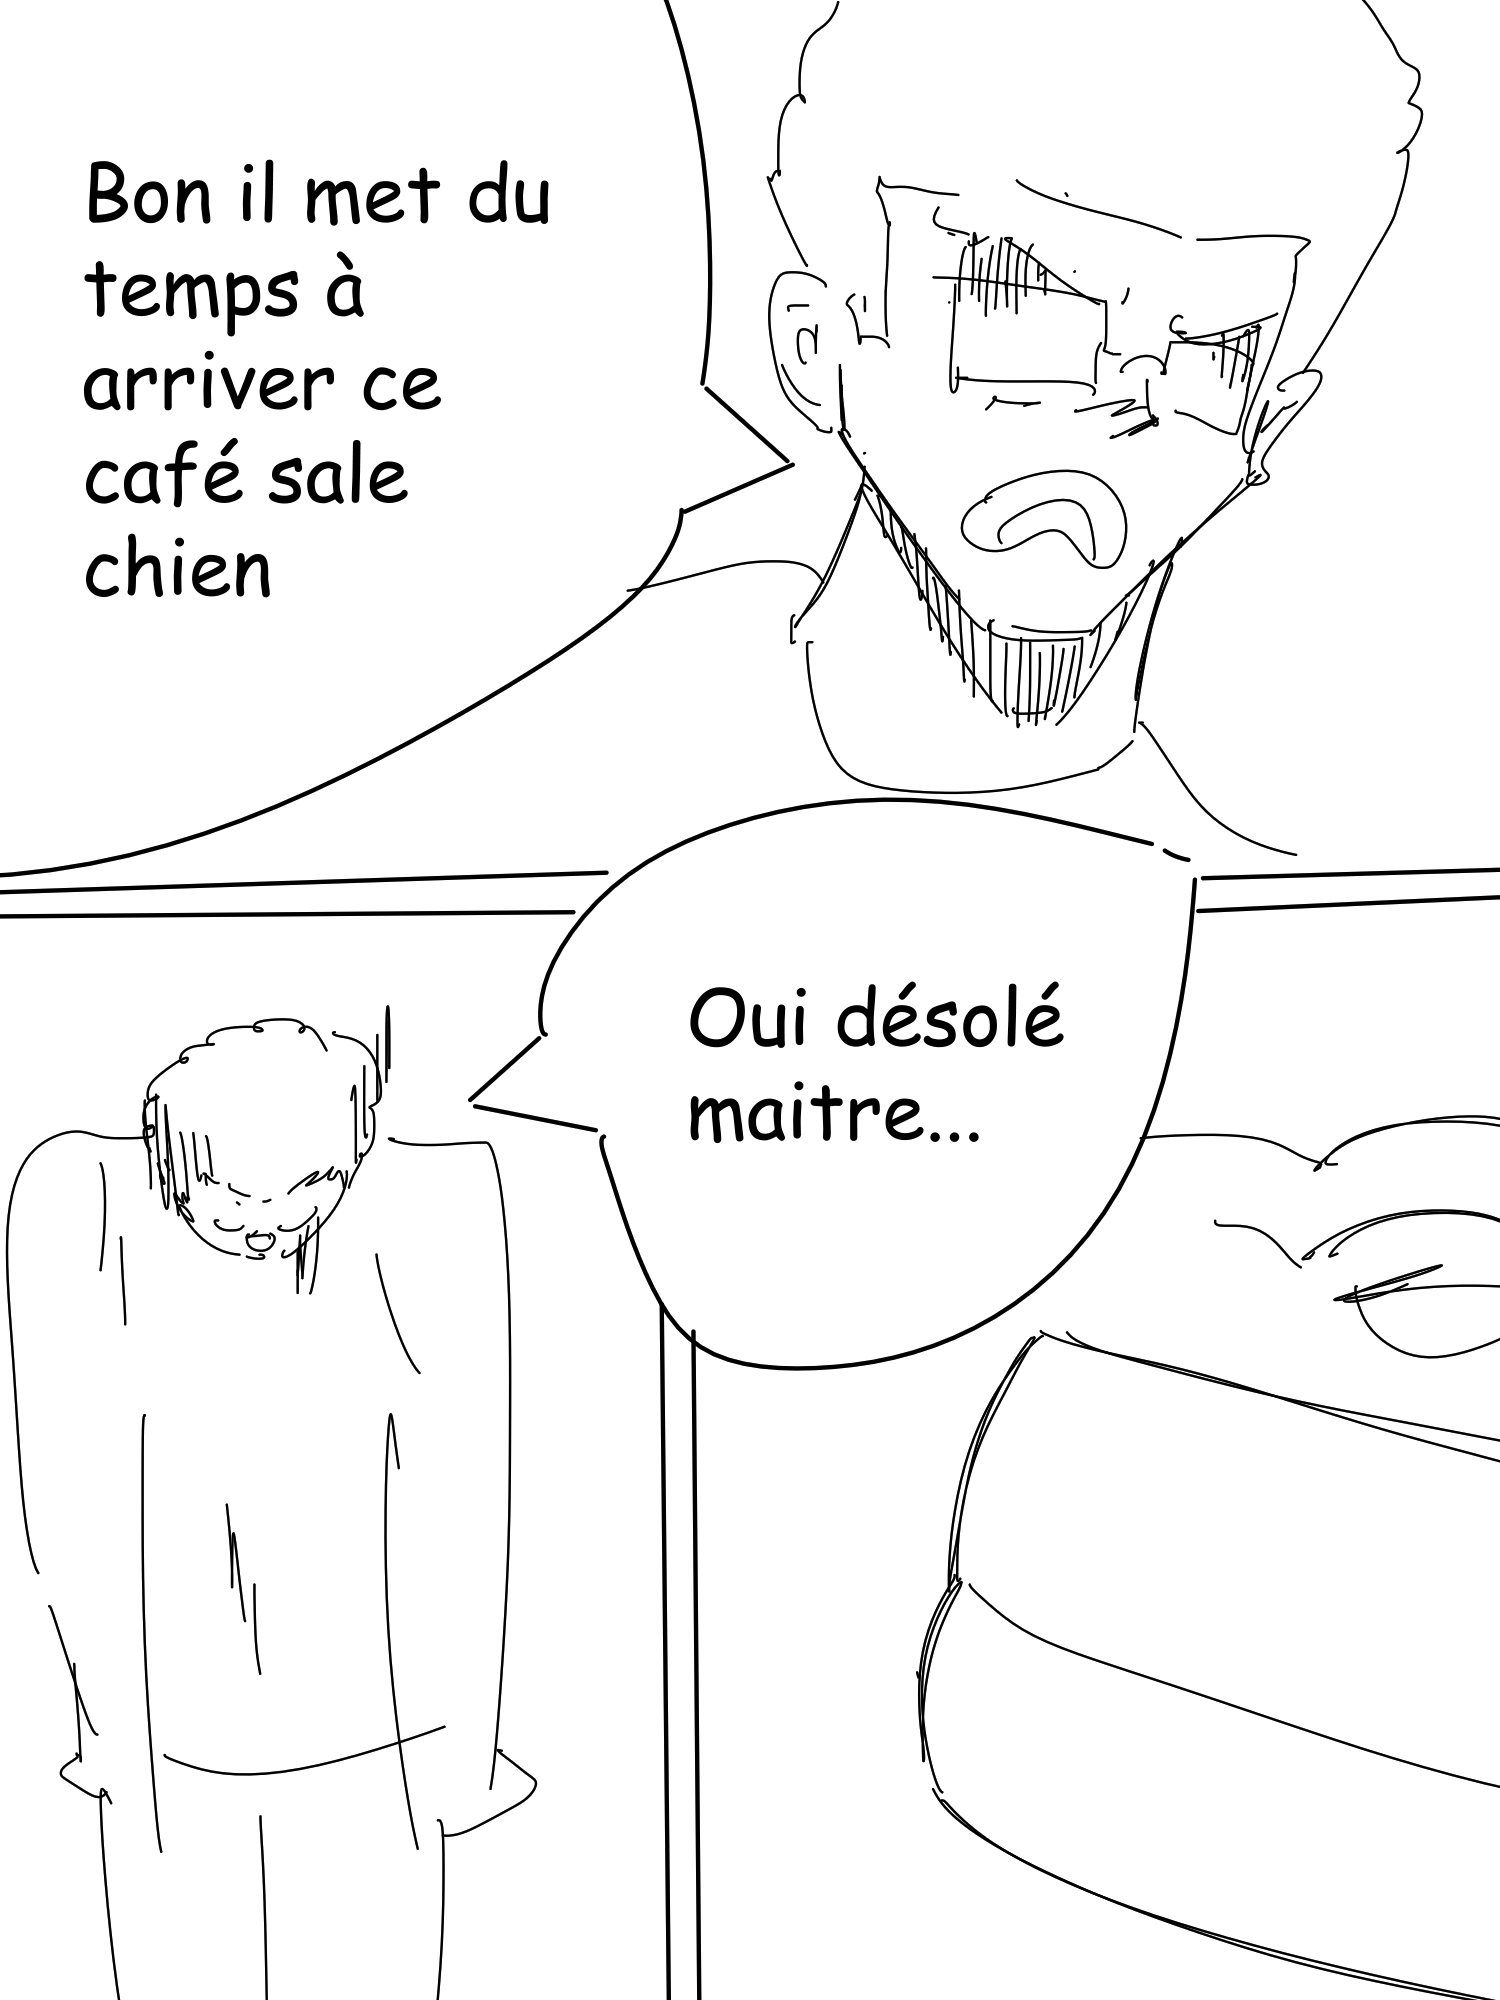 Bon il met du
temps à
arriver ce
café sale
chien
Oui désolé
maitre...